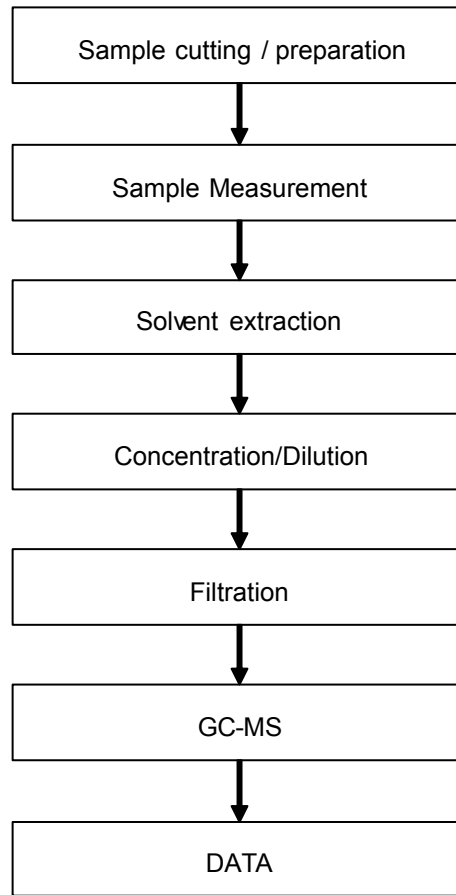 Sample cutting / preparation
Sample Measurement
Solvent extraction
Concentration/Dilution
Filtration
GC-MS
DATA